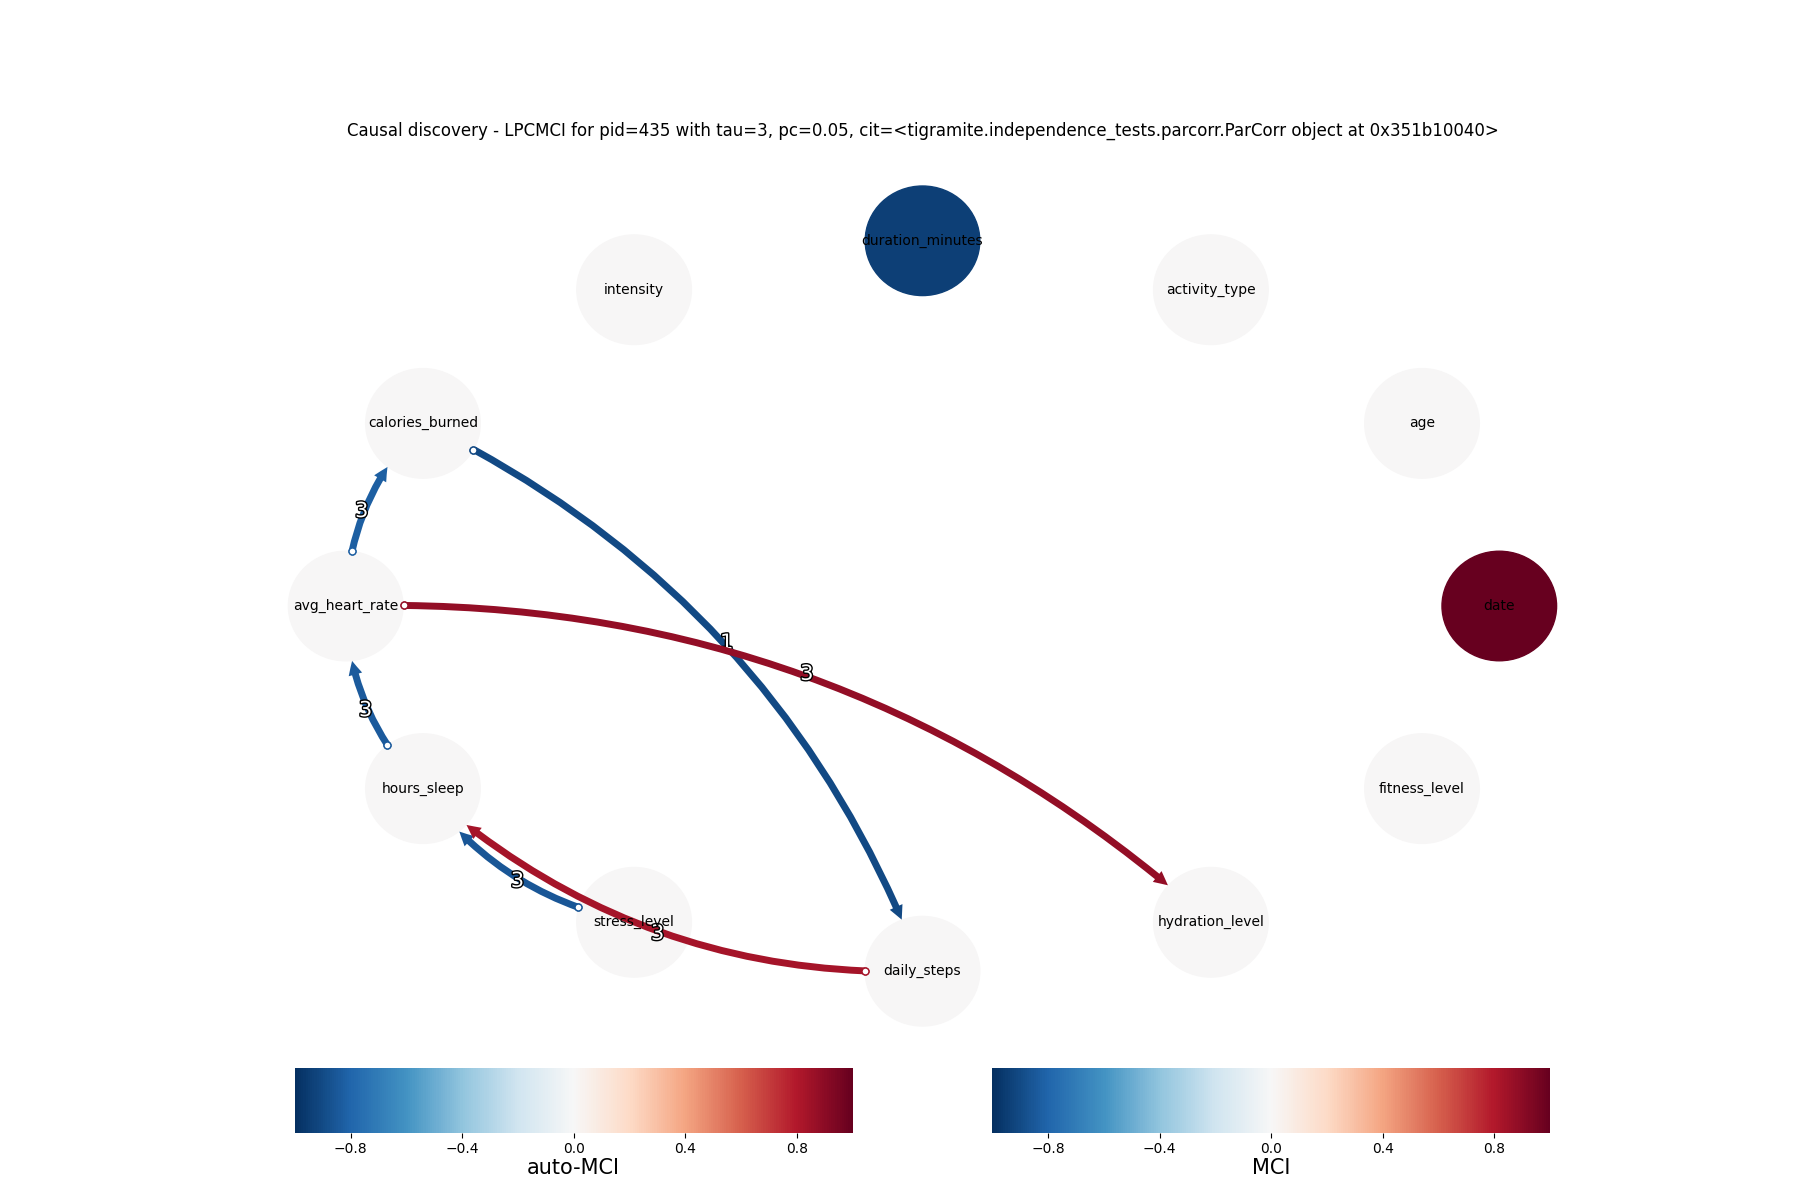 Causal discovery - LPCMCI for pid=435 with tau=3, pc=0.05, cit=<tigramite.independence_tests.parcorr.ParCorr object at 0x351b10040>
duration_minutes
intensity
activity_type
calories_burned
age
3
avg_heart_rate
date
1
3
3
hours_sleep
fitness_level
3
stress_level
3
hydration_level
daily_steps
−0.8 −0.4 0.0 0.4 0.8
auto-MCI
−0.8 −0.4 0.0 0.4 0.8
MCI